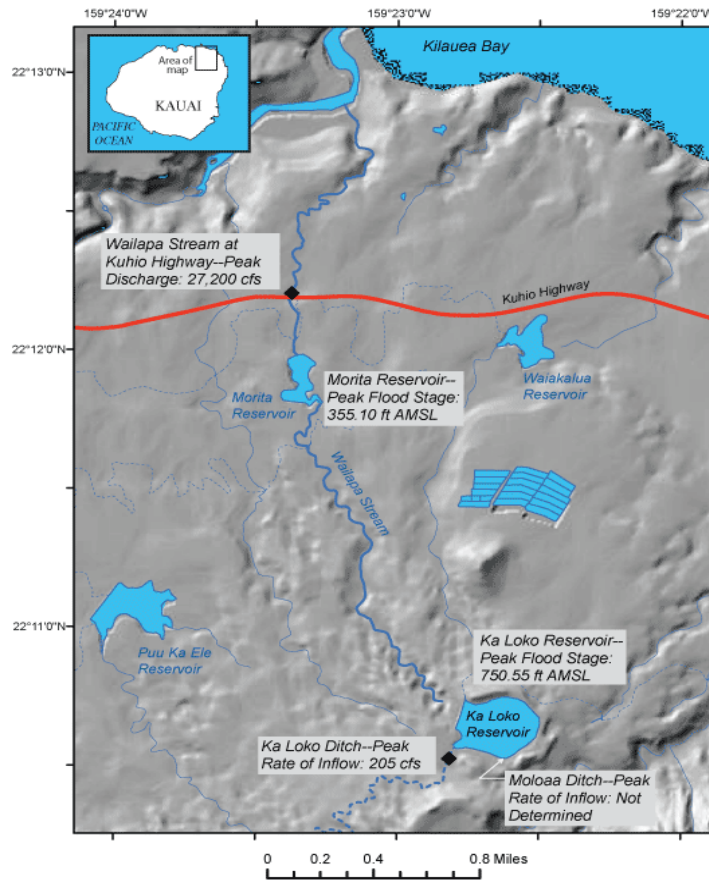 159°24'0"W
159°23'0"W
159°22'0"W
Kilauea Bay
22°13'0"N
Area of
map
KAUAI
PACIFIC
OCEAN
Wailapa Stream at
Kuhio Highway--Peak
Discharge: 27,200 cfs
Kuhio Highway
22°12'0"N
Morita Reservoir--
Peak Flood Stage:
355.10 ft AMSL
Morita
Reservoir
Waiakalua
Reservoir
Wailapa Stream
22°11'0"N
Puu Ka Ele
Reservoir
Ka Loko Reservoir--
Peak Flood Stage:
750.55 ft AMSL
Ka Loko
Reservoir
Ka Loko Ditch--Peak
Rate of Inflow: 205 cfs
Moloaa Ditch--Peak
Rate of Inflow: Not
Determined
0 0.2 0.4 0.8 Miles